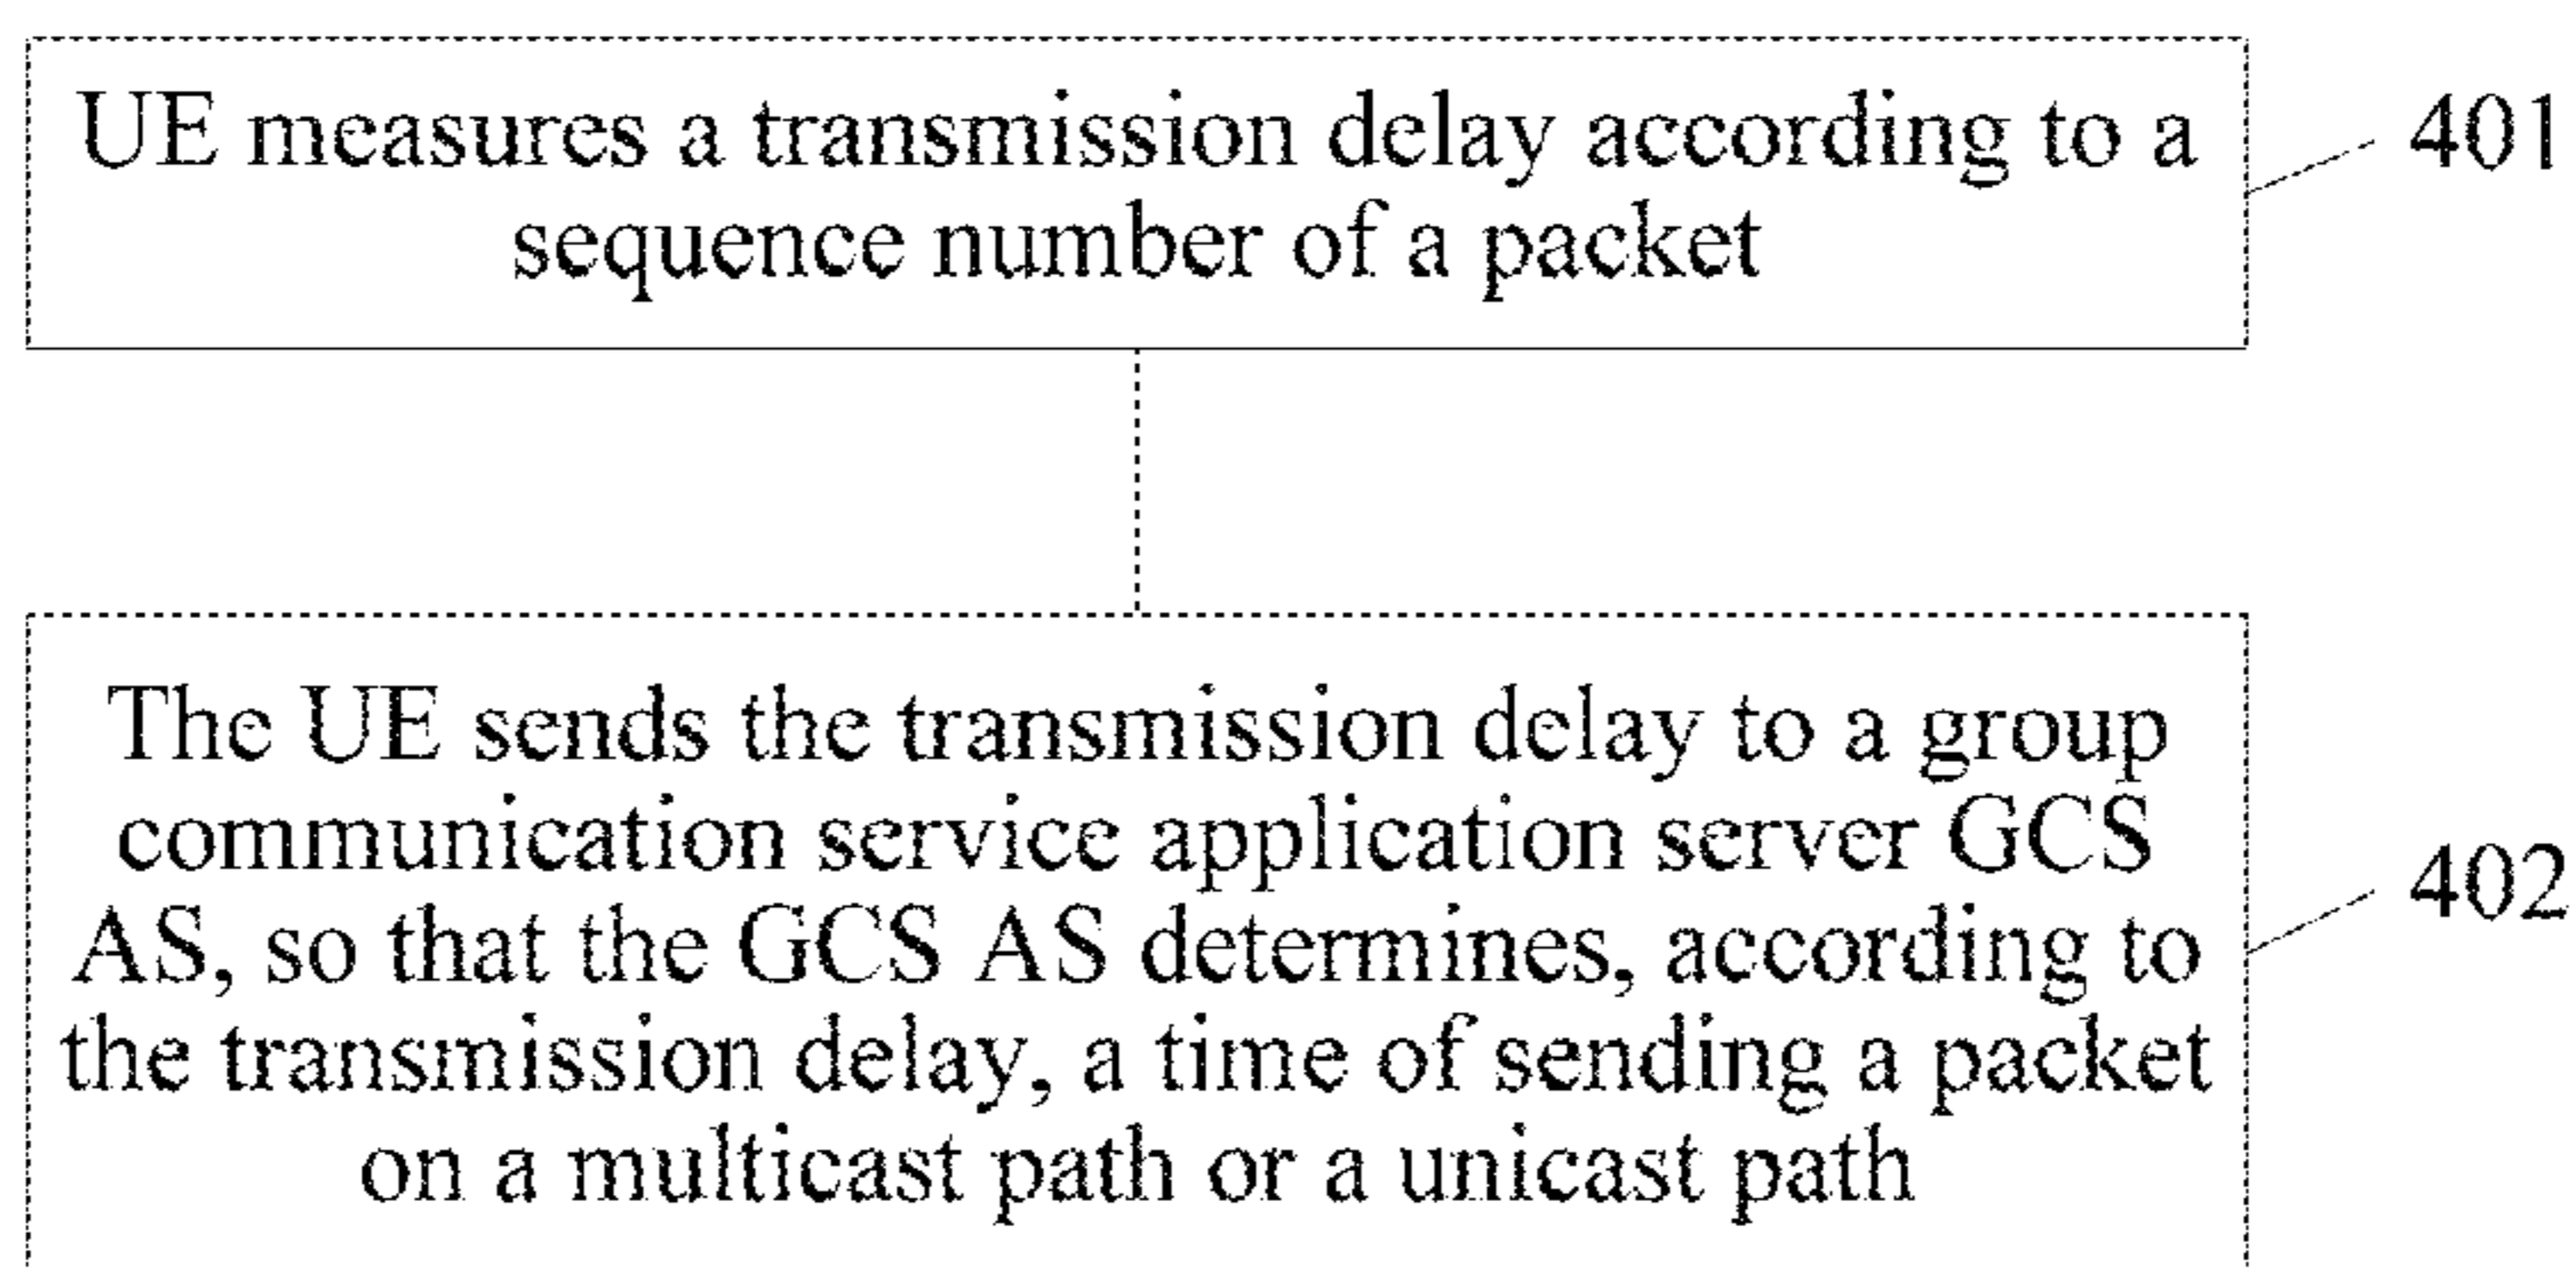 UE measures a transmission delay according to a
sequence number of a packet
401
The UE sends the transmission delay to a group
communication service application server GCS
AS, so that the GCS AS determines, according to
the transmission delay, a time of sending a packet
on a multicast path or a unicast path
402